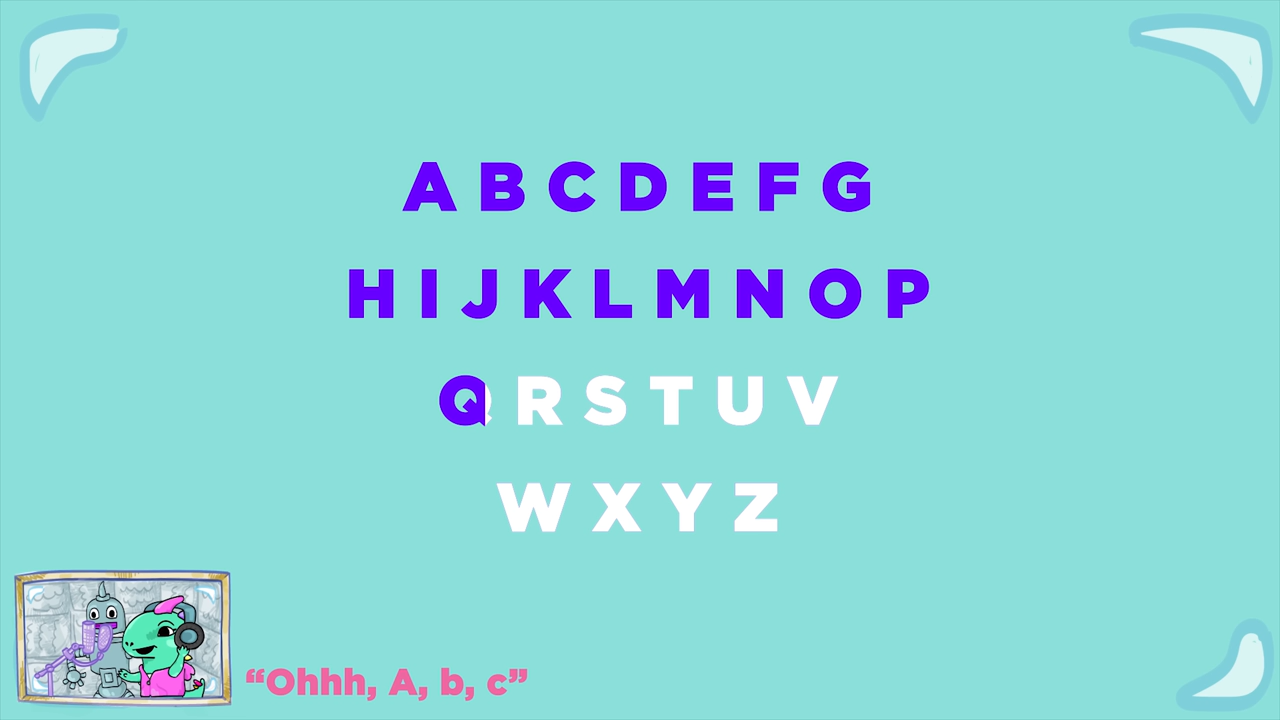 A B C D E F G
H I J K L M N O P
Q R S T U V
W X Y Z
“Ohhh, A, b, c”